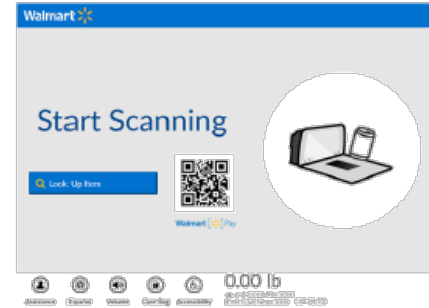 Walmart
Start Scanning
Look Up Item
Walmart Pay
Assistance Español Volume Own Bag Accessibility
0.00 lb